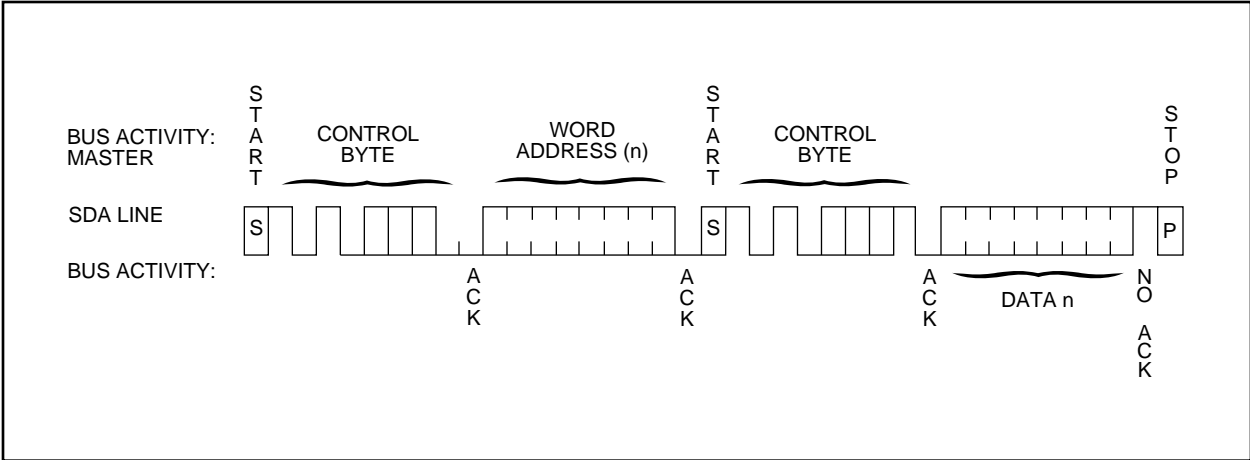 START
BUS ACTIVITY:
MASTER
CONTROL
BYTE
WORD
ADDRESS (n)
START
CONTROL
BYTE
STOP
SDA LINE
S
S
P
BUS ACTIVITY:
ACK
ACK
ACK
DATA n
NO ACK